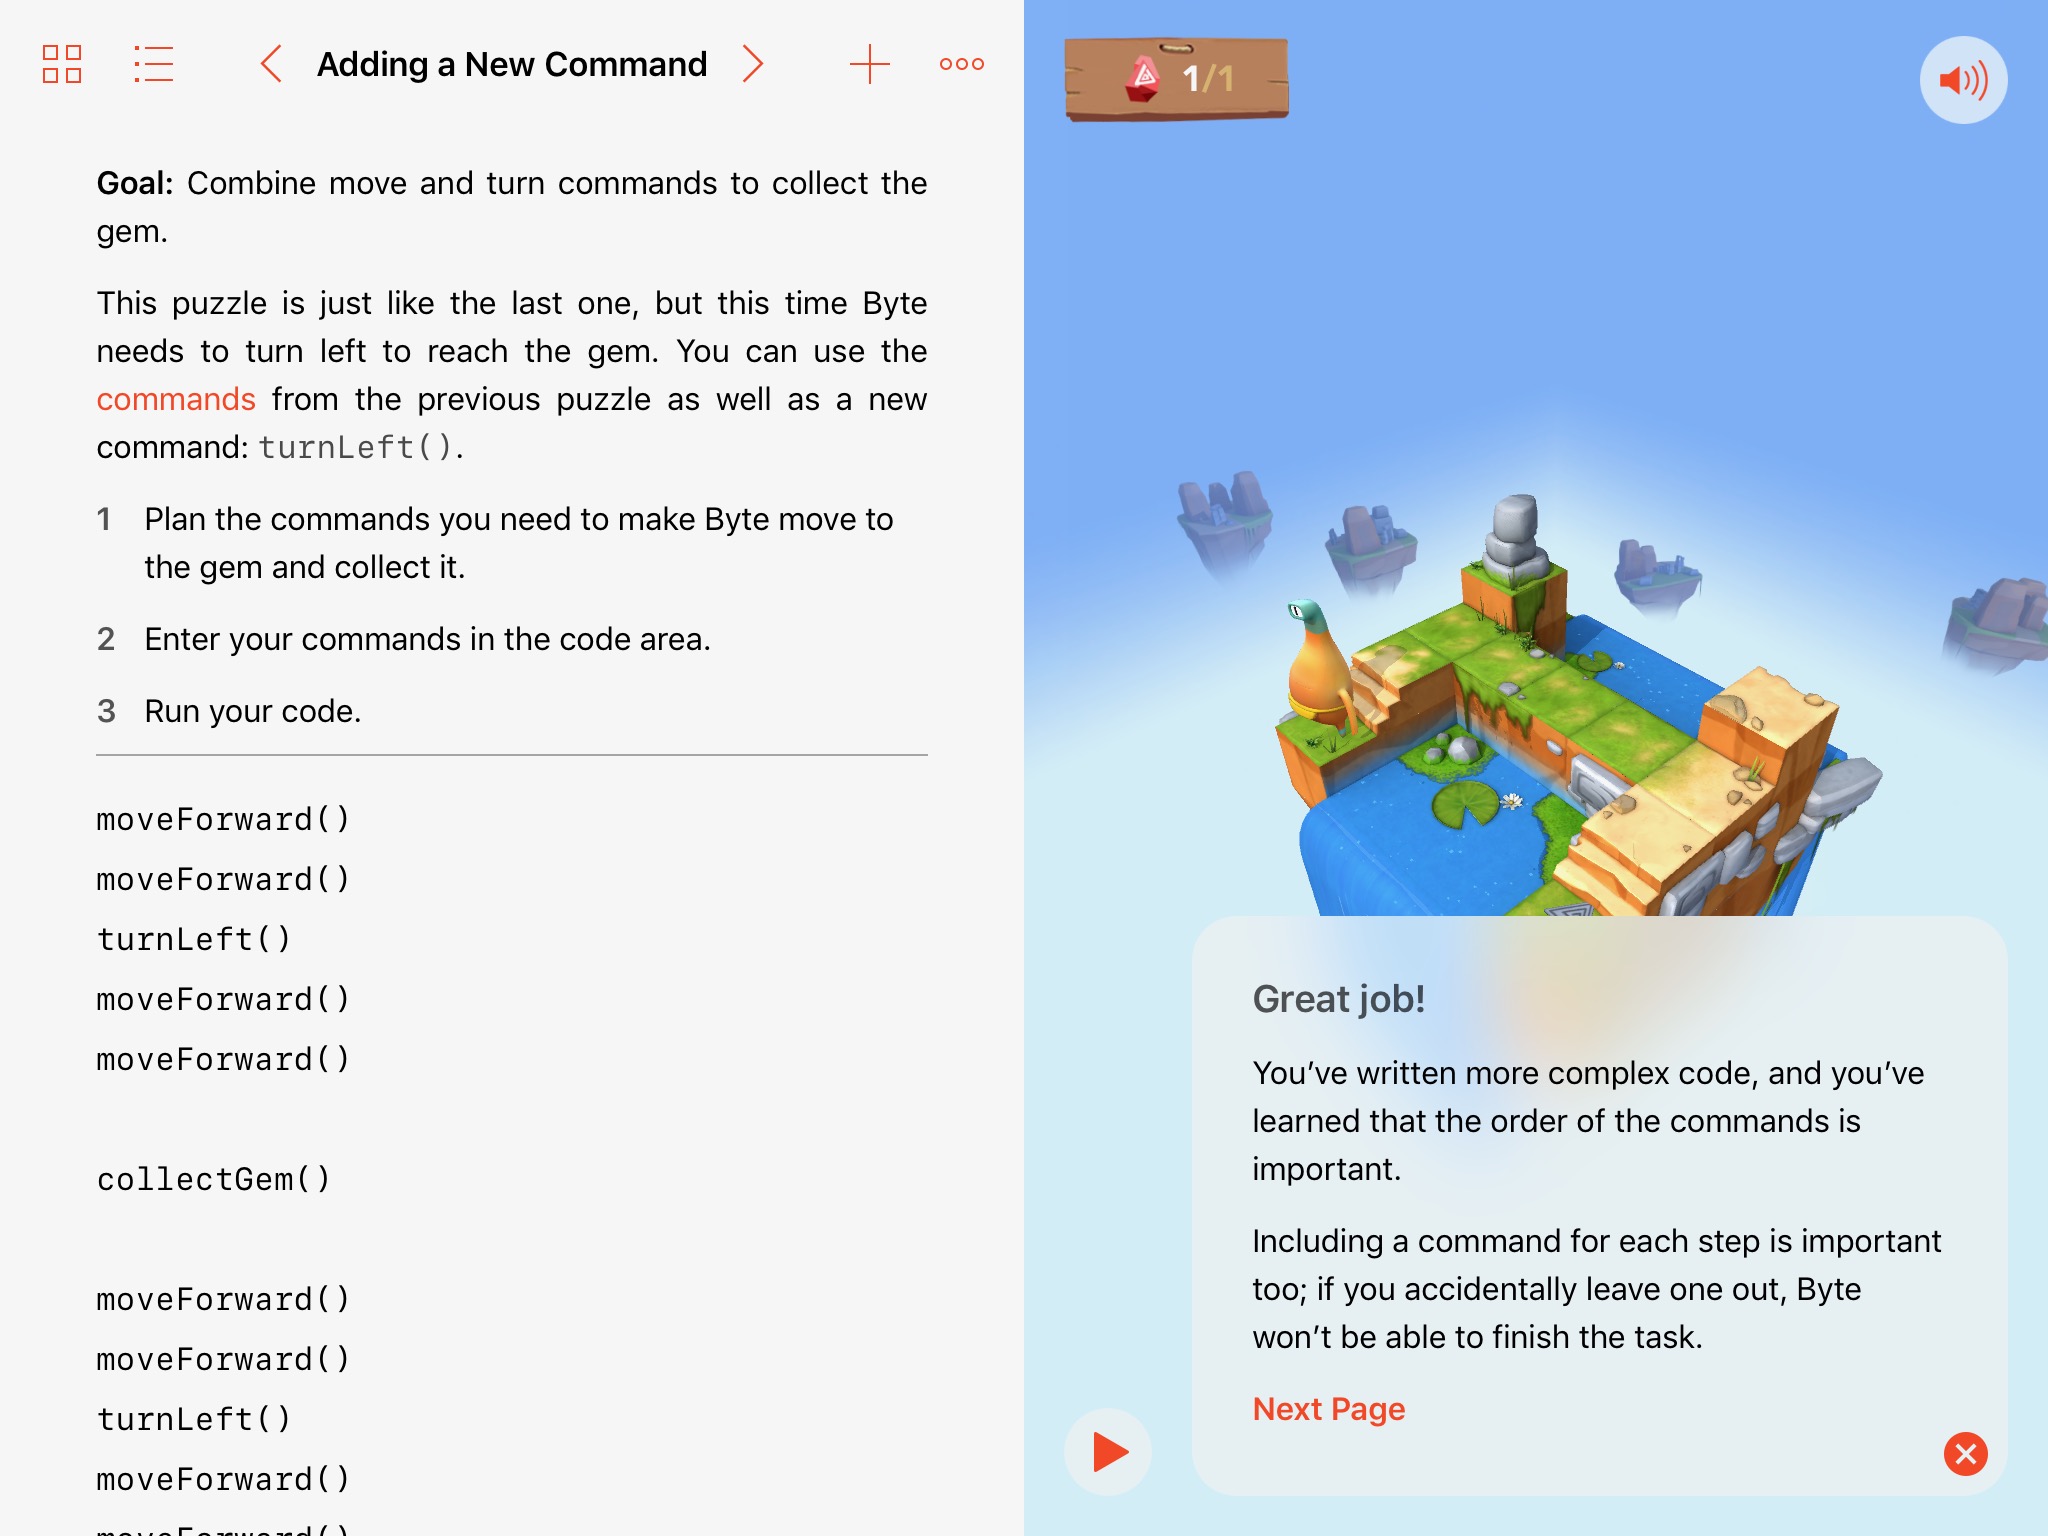 Adding a New Command
Goal: Combine move and turn commands to collect the
gem.
This puzzle is just like the last one, but this time Byte
needs to turn left to reach the gem. You can use the
commands from the previous puzzle as well as a new
command: turnLeft().
1 Plan the commands you need to make Byte move to
the gem and collect it.
2 Enter your commands in the code area.
3 Run your code.
moveForward()
moveForward()
turnLeft()
moveForward()
moveForward()
collectGem()
moveForward()
moveForward()
turnLeft()
moveForward()
moveForward()
1/1
Great job!
You’ve written more complex code, and you’ve
learned that the order of the commands is
important.
Including a command for each step is important
too; if you accidentally leave one out, Byte
won’t be able to finish the task.
Next Page